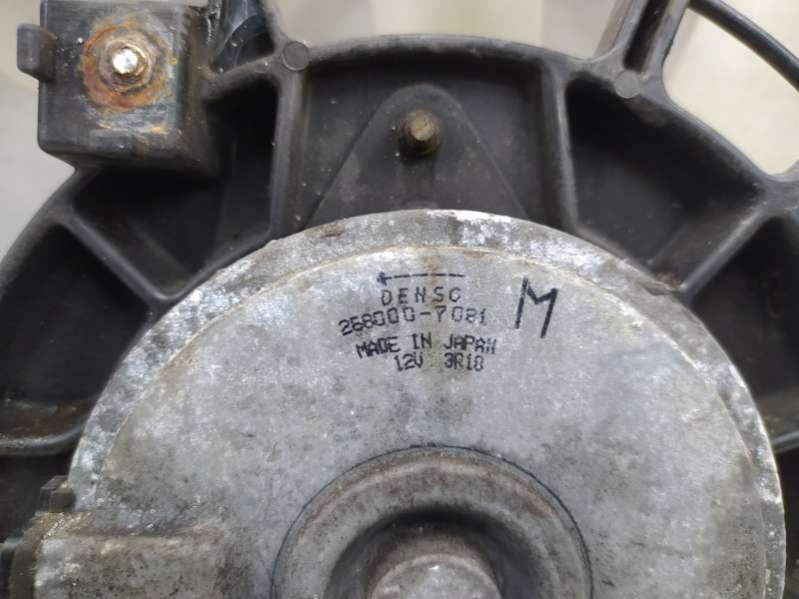 DENSO
268000-7081
MADE IN JAPAN
12V 3R18
M